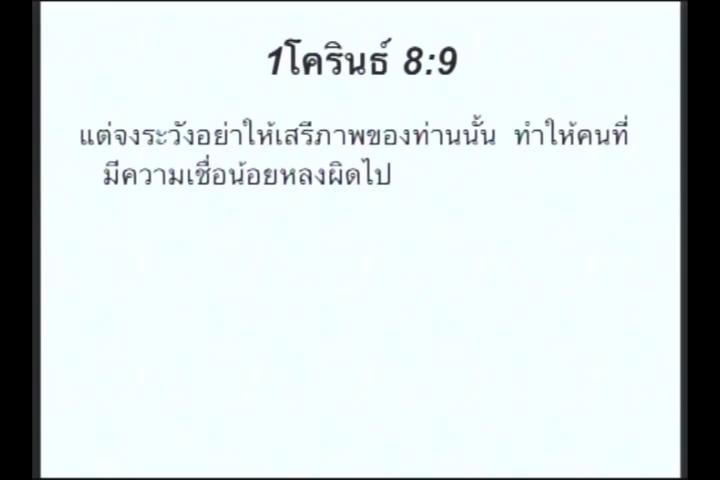 1โครินธ์ 8:9
แต่จงระวังอย่าให้เสรีภาพของท่านนั้น ทำให้คนที่
มีความเชื่อน้อยหลงผิดไป